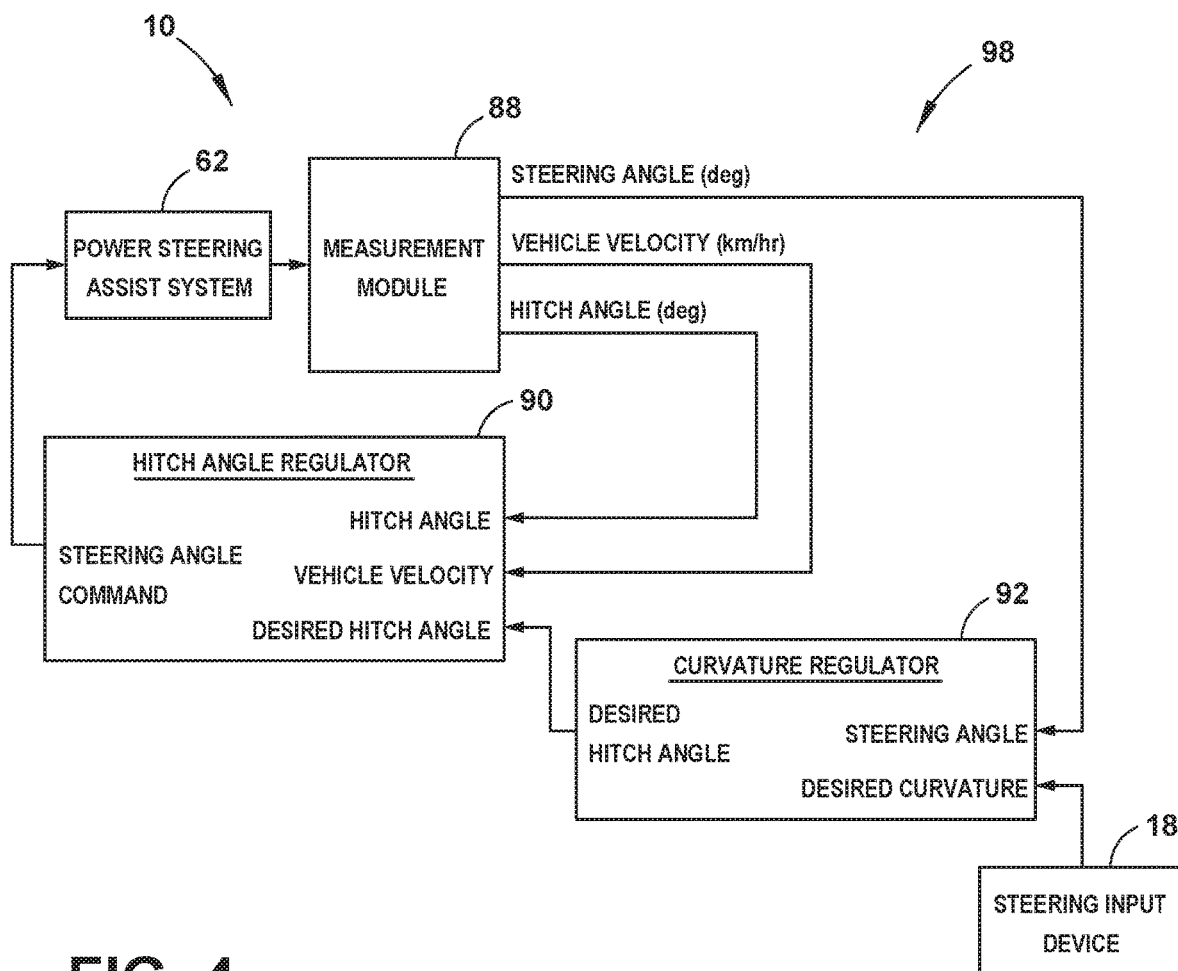 10
98
88
62
STEERING ANGLE (deg)
POWER STEERING
ASSIST SYSTEM
MEASUREMENT
MODULE
VEHICLE VELOCITY (km/hr)
HITCH ANGLE (deg)
90
HITCH ANGLE REGULATOR
HITCH ANGLE
STEERING ANGLE
COMMAND
VEHICLE VELOCITY
DESIRED HITCH ANGLE
92
CURVATURE REGULATOR
DESIRED
HITCH ANGLE
STEERING ANGLE
DESIRED CURVATURE
18
STEERING INPUT
DEVICE
FIG. 4